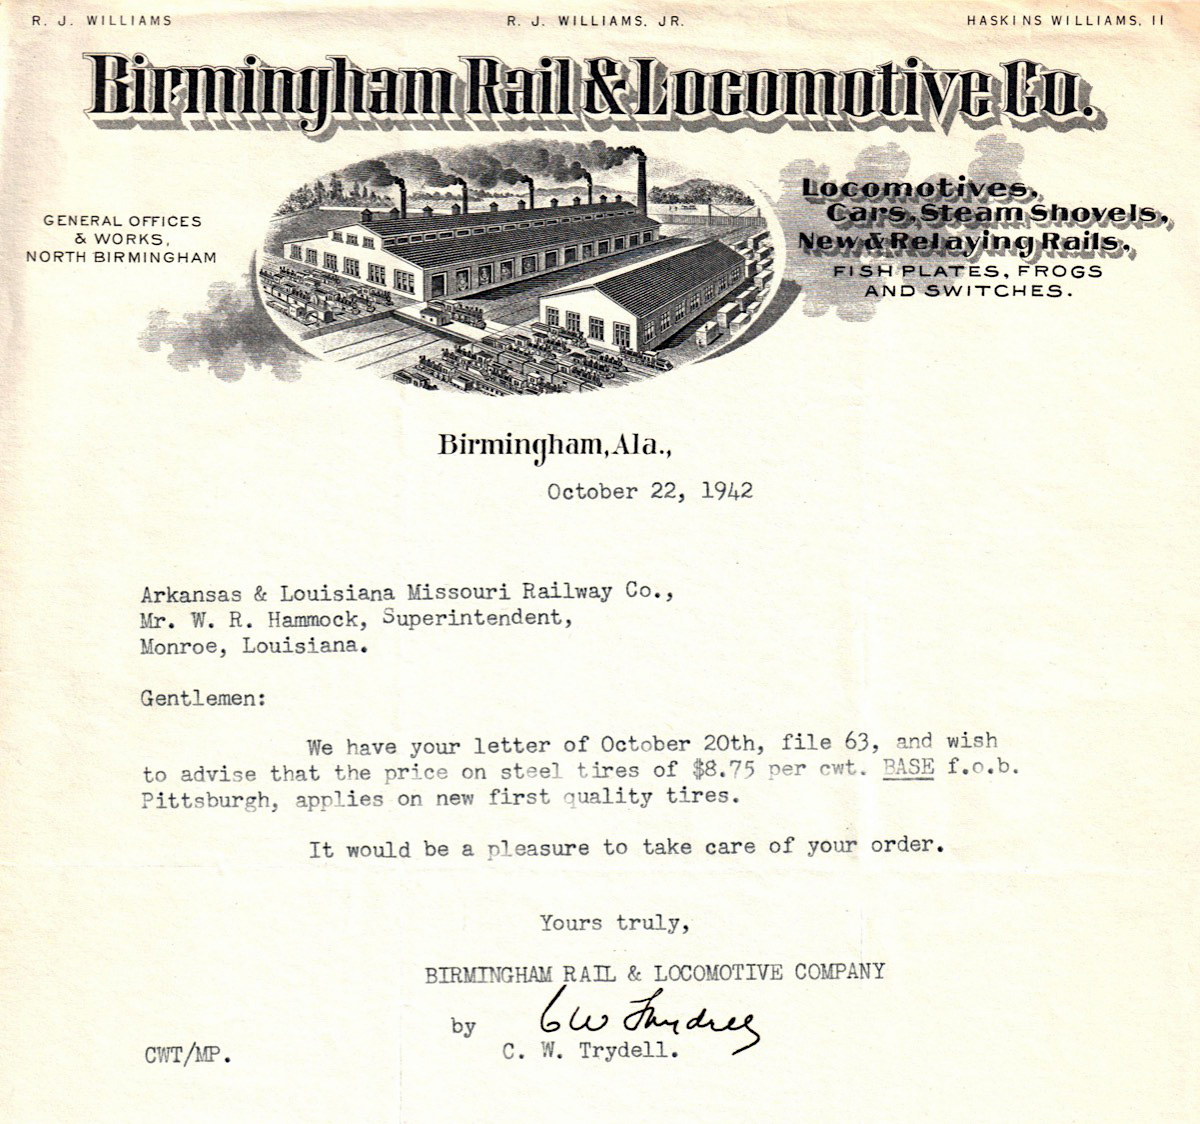 R. J. WILLIAMS
R. J. WILLIAMS, JR.
HASKINS WILLIAMS, II
Birmingham Rail & Locomotive Co.
GENERAL OFFICES
& WORKS,
NORTH BIRMINGHAM
Locomotives,
Cars, Steam Shovels,
New & Relaying Rails,
FISH PLATES, FROGS
AND SWITCHES.
Birmingham, Ala.,
October 22, 1942
Arkansas & Louisiana Missouri Railway Co.,
Mr. W. R. Hammock, Superintendent,
Monroe, Louisiana.
Gentlemen:
We have your letter of October 20th, file 63, and wish
to advise that the price on steel tires of $8.75 per cwt. BASE f.o.b.
Pittsburgh, applies on new first quality tires.
It would be a pleasure to take care of your order.
Yours truly,
BIRMINGHAM RAIL & LOCOMOTIVE COMPANY
by CW Trydell
C. W. Trydell.
CWT/MP.